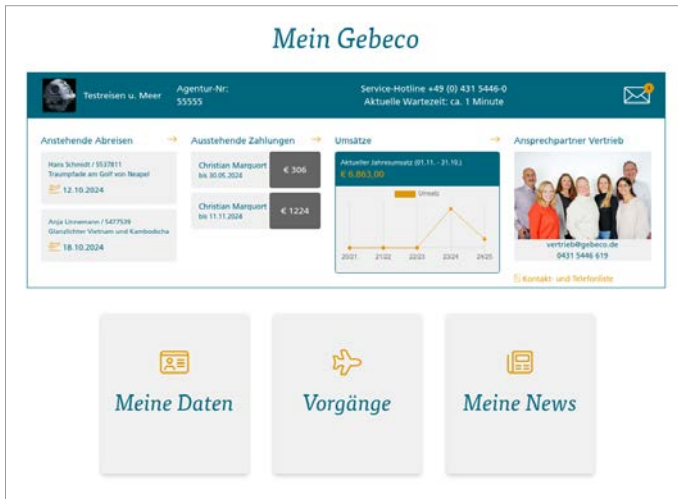 Mein Gebeco
Testreisen u. Meer
Agentur-Nr:
55555
Service-Hotline +49 (0) 431 5446-0
Aktuelle Wartezeit: ca. 1 Minute
Anstehende Abreisen
Hans Schmidt / 5537811
Traumpfade am Golf von Neapel
12.10.2024
Anja Linnemann / 5477539
Glanzlichter Vietnam und Kambodscha
18.10.2024
Ausstehende Zahlungen
Christian Marquort
bis 30.05.2024
€ 306
Christian Marquort
bis 11.11.2024
€ 1224
Umsätze
Aktueller Jahresumsatz (01.11. - 31.10.)
€ 6.863,00
Umsatz
20/21 21/22 22/23 23/24 24/25
Ansprechpartner Vertrieb
vertrieb@gebeco.de
0431 5446 619
Kontakt- und Telefonliste
Meine Daten
Vorgänge
Meine News